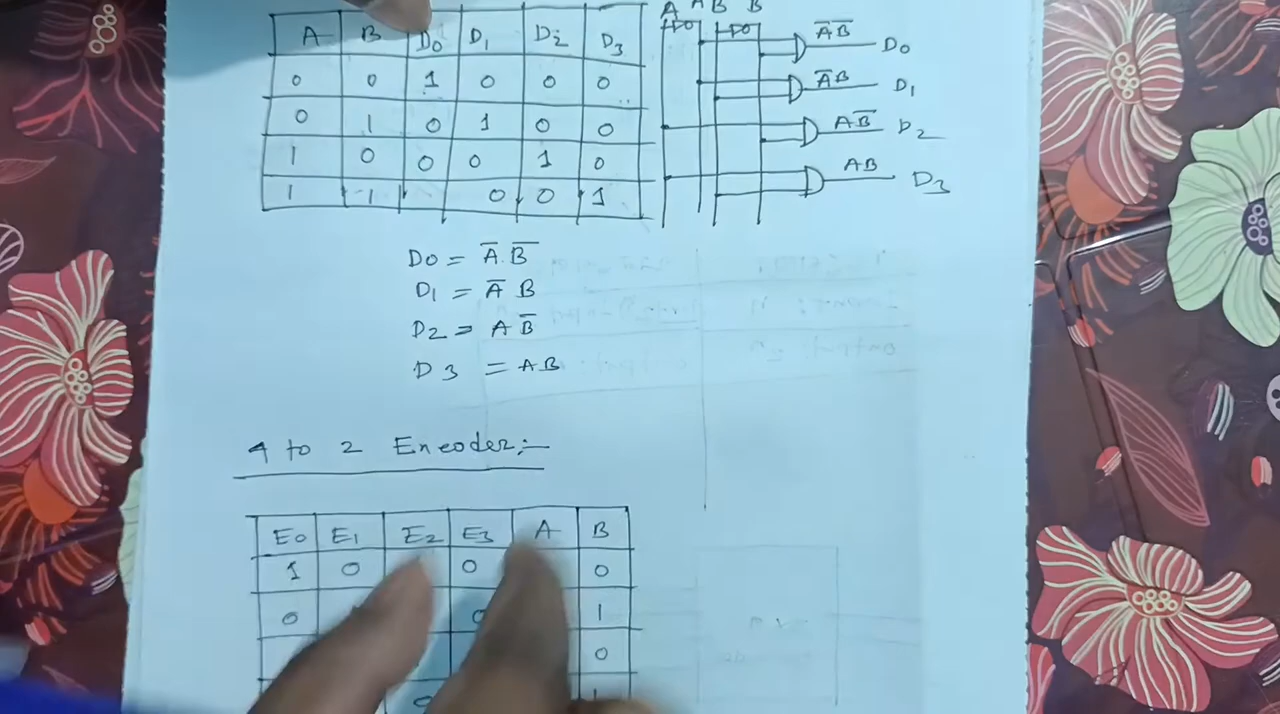 A B D0 D1 D2 D3
0 0 1 0 0 0
0 1 0 1 0 0
1 0 0 0 1 0
1 1 0 0 1
A B B
A̅B̅ D0
A̅B D1
AB̅ D2
AB D3
D0 = A̅.B̅
D1 = A̅ B
D2 = A B̅
D3 = AB
4 to 2 Encoder:-
E0 E1 E2 E3 A B
1 0 0 0
0 0 1
0
0